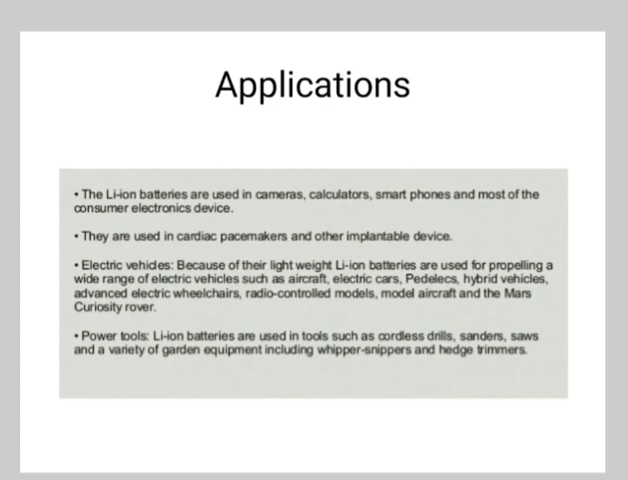 Applications
• The Li-ion batteries are used in cameras, calculators, smart phones and most of the
consumer electronics device.
• They are used in cardiac pacemakers and other implantable device.
• Electric vehicles: Because of their light weight Li-ion batteries are used for propelling a
wide range of electric vehicles such as aircraft, electric cars, Pedelecs, hybrid vehicles,
advanced electric wheelchairs, radio-controlled models, model aircraft and the Mars
Curiosity rover.
• Power tools: Li-ion batteries are used in tools such as cordless drills, sanders, saws
and a variety of garden equipment including whipper-snippers and hedge trimmers.